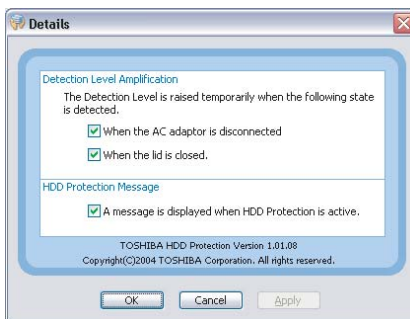 Details
Detection Level Amplification
The Detection Level is raised temporarily when the following state
is detected.
When the AC adaptor is disconnected
When the lid is closed.
HDD Protection Message
A message is displayed when HDD Protection is active.
TOSHIBA HDD Protection Version 1.01.08
Copyright(C)2004 TOSHIBA Corporation. All rights reserved.
OK Cancel Apply